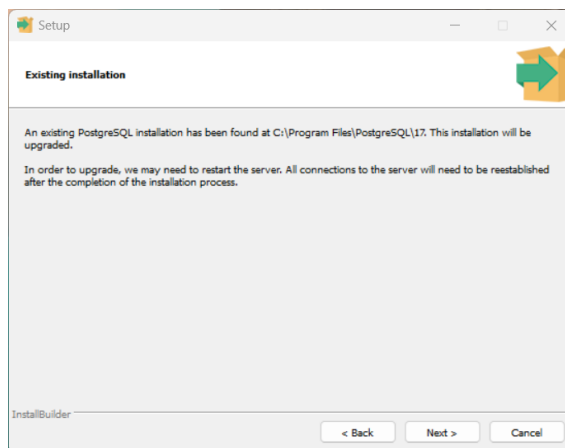 Setup
Existing installation
An existing PostgreSQL installation has been found at C:\Program Files\PostgreSQL\17. This installation will be
upgraded.
In order to upgrade, we may need to restart the server. All connections to the server will need to be reestablished
after the completion of the installation process.
InstallBuilder
< Back
Next >
Cancel